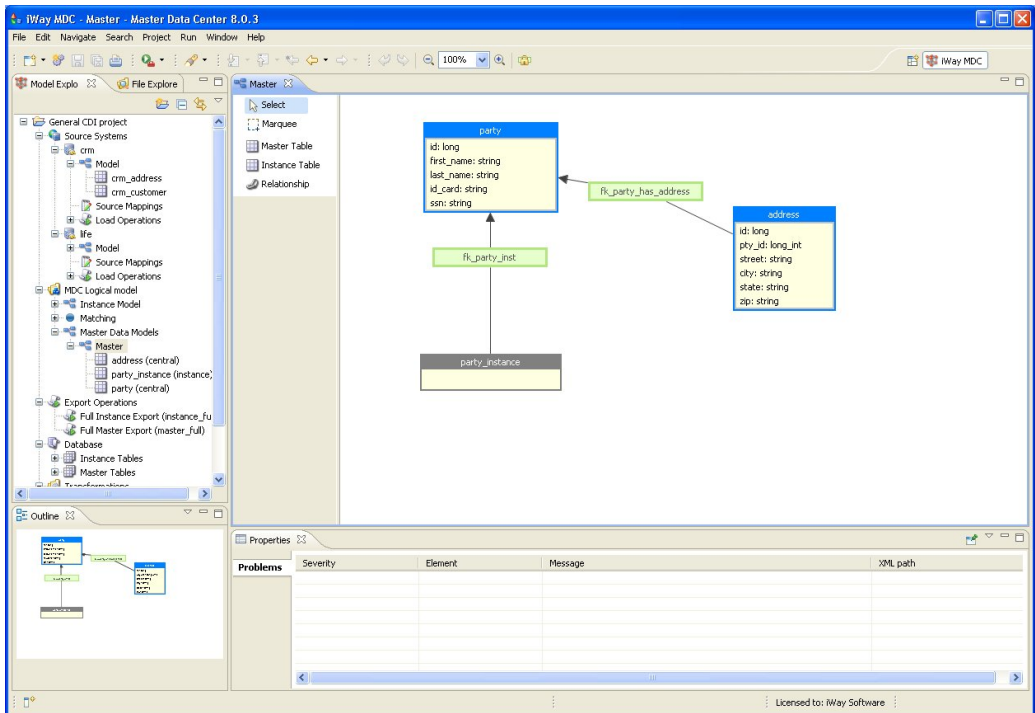 iWay MDC - Master - Master Data Center 8.0.3
File Edit Navigate Search Project Run Window Help
100%
iWay MDC
Model Explo
File Explore
General CDI project
Source Systems
crm
Model
crm_address
crm_customer
Source Mappings
Load Operations
life
Model
Source Mappings
Load Operations
MDC Logical model
Instance Model
Matching
Master Data Models
Master
address (central)
party_instance (instance)
party (central)
Export Operations
Full Instance Export (instance_fu
Full Master Export (master_full)
Database
Instance Tables
Master Tables
Transformations
Outline
Master
Select
Marquee
Master Table
Instance Table
Relationship
party
id: long
first_name: string
last_name: string
id_card: string
ssn: string
fk_party_has_address
address
id: long
pty_id: long_int
street: string
city: string
state: string
zip: string
fk_party_inst
party_instance
Properties
Problems
Severity Element Message XML path
Licensed to: iWay Software